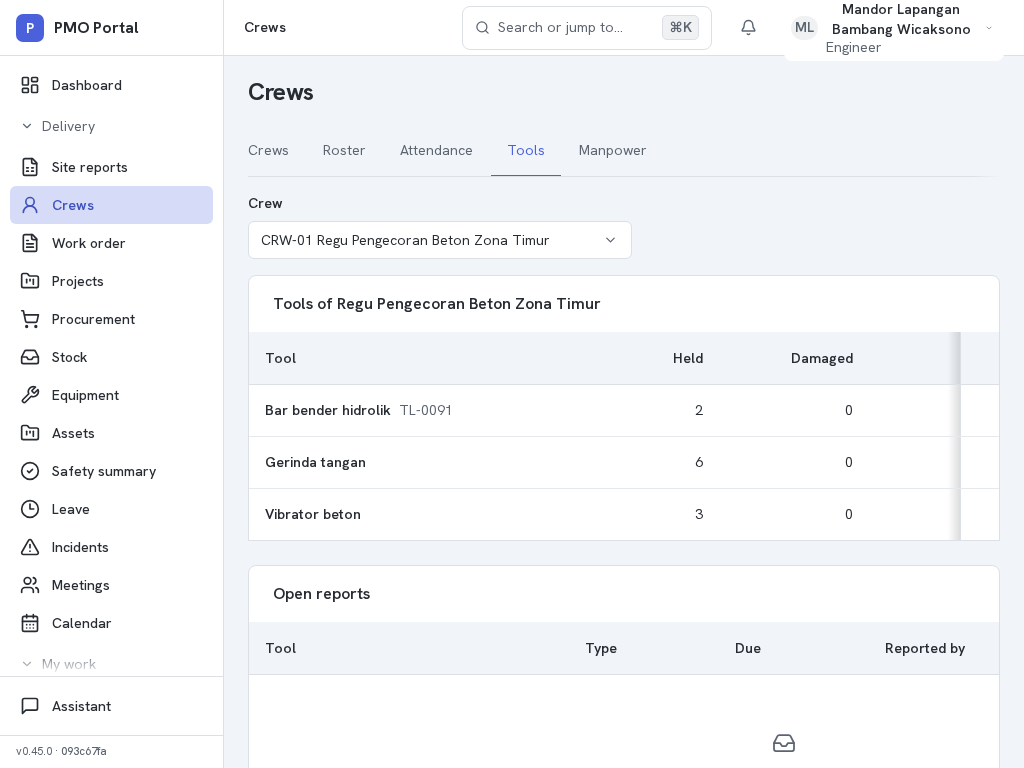 P PMO Portal
Crews
Search or jump to...
⌘K
ML
Mandor Lapangan
Bambang Wicaksono
Engineer
Dashboard
Delivery
Site reports
Crews
Work order
Projects
Procurement
Stock
Equipment
Assets
Safety summary
Leave
Incidents
Meetings
Calendar
My work
Assistant
v0.45.0 · 093c67fa
Crews
Crews Roster Attendance Tools Manpower
Crew
CRW-01 Regu Pengecoran Beton Zona Timur
Tools of Regu Pengecoran Beton Zona Timur
Tool Held Damaged
Bar bender hidrolik TL-0091 2 0
Gerinda tangan 6 0
Vibrator beton 3 0
Open reports
Tool Type Due Reported by